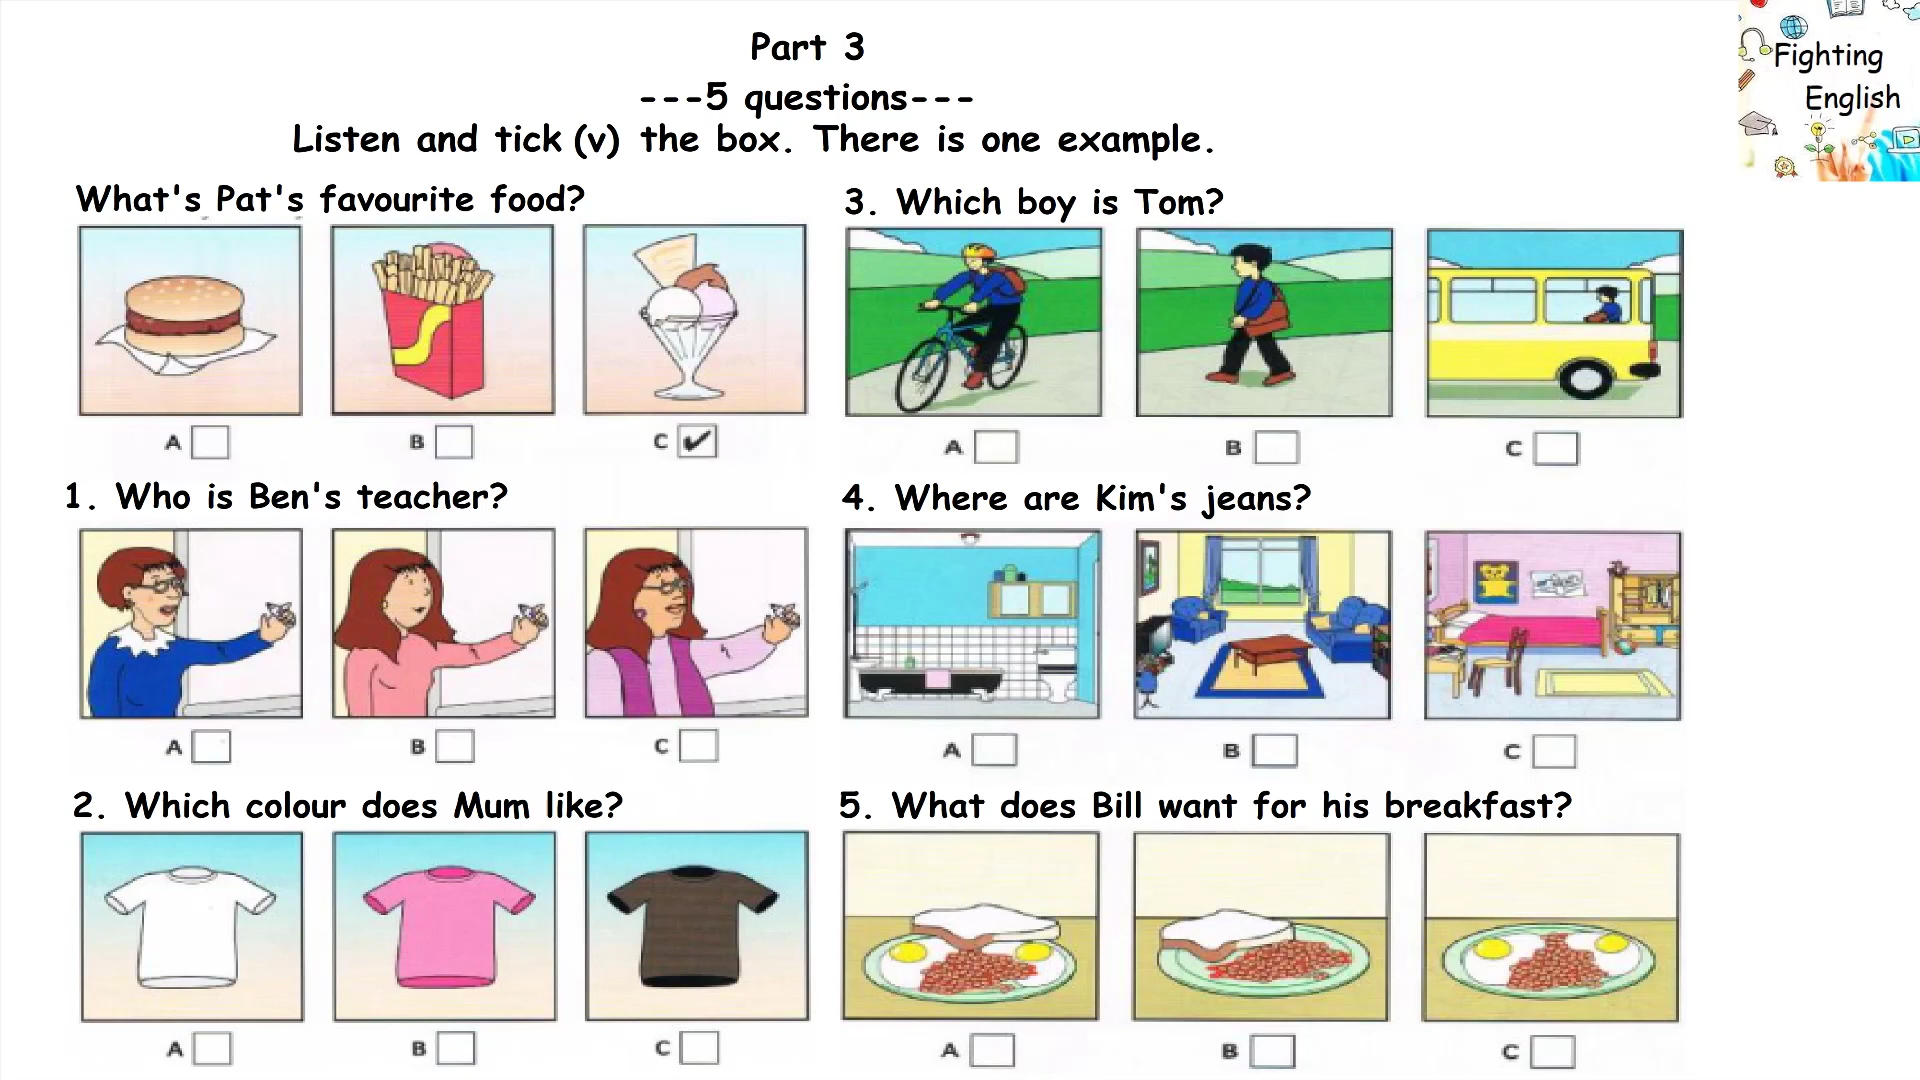 Part 3
---5 questions---
Listen and tick (v) the box. There is one example.
Fighting
English
What's Pat's favourite food?
A
B
C ✔
1. Who is Ben's teacher?
A
B
C
2. Which colour does Mum like?
A
B
C
3. Which boy is Tom?
A
B
C
4. Where are Kim's jeans?
A
B
C
5. What does Bill want for his breakfast?
A
B
C